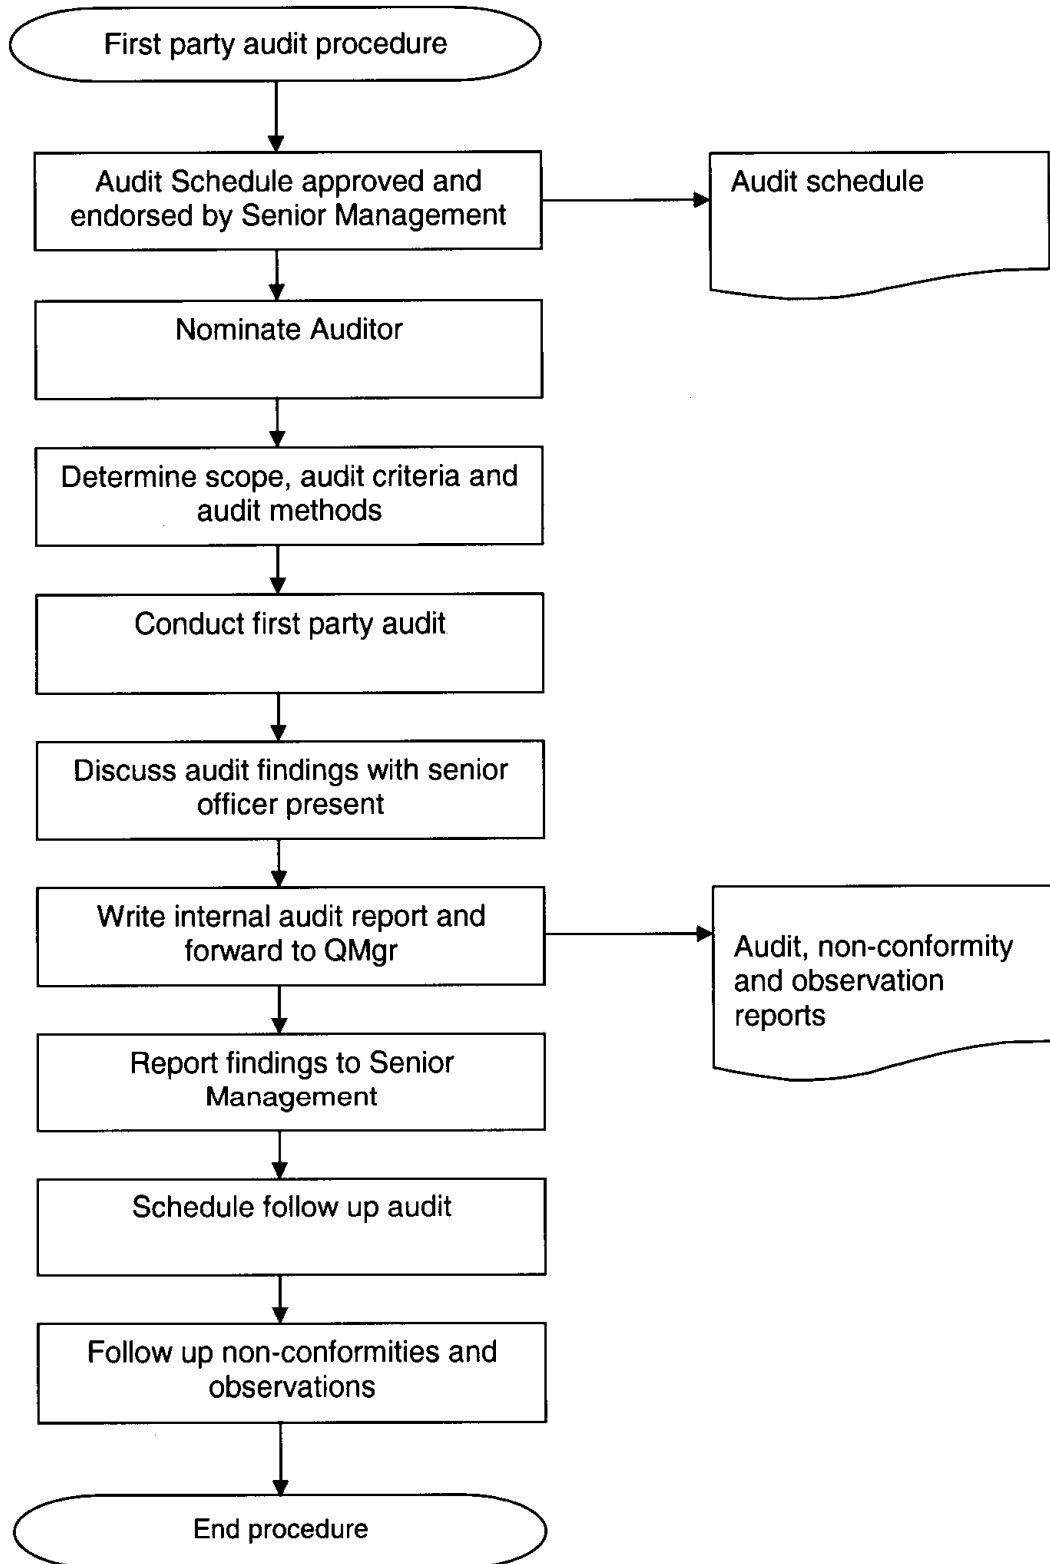 First party audit procedure
Audit Schedule approved and
endorsed by Senior Management
Audit schedule
Nominate Auditor
Determine scope, audit criteria and
audit methods
Conduct first party audit
Discuss audit findings with senior
officer present
Write internal audit report and
forward to QMgr
Audit, non-conformity
and observation
reports
Report findings to Senior
Management
Schedule follow up audit
Follow up non-conformities and
observations
End procedure